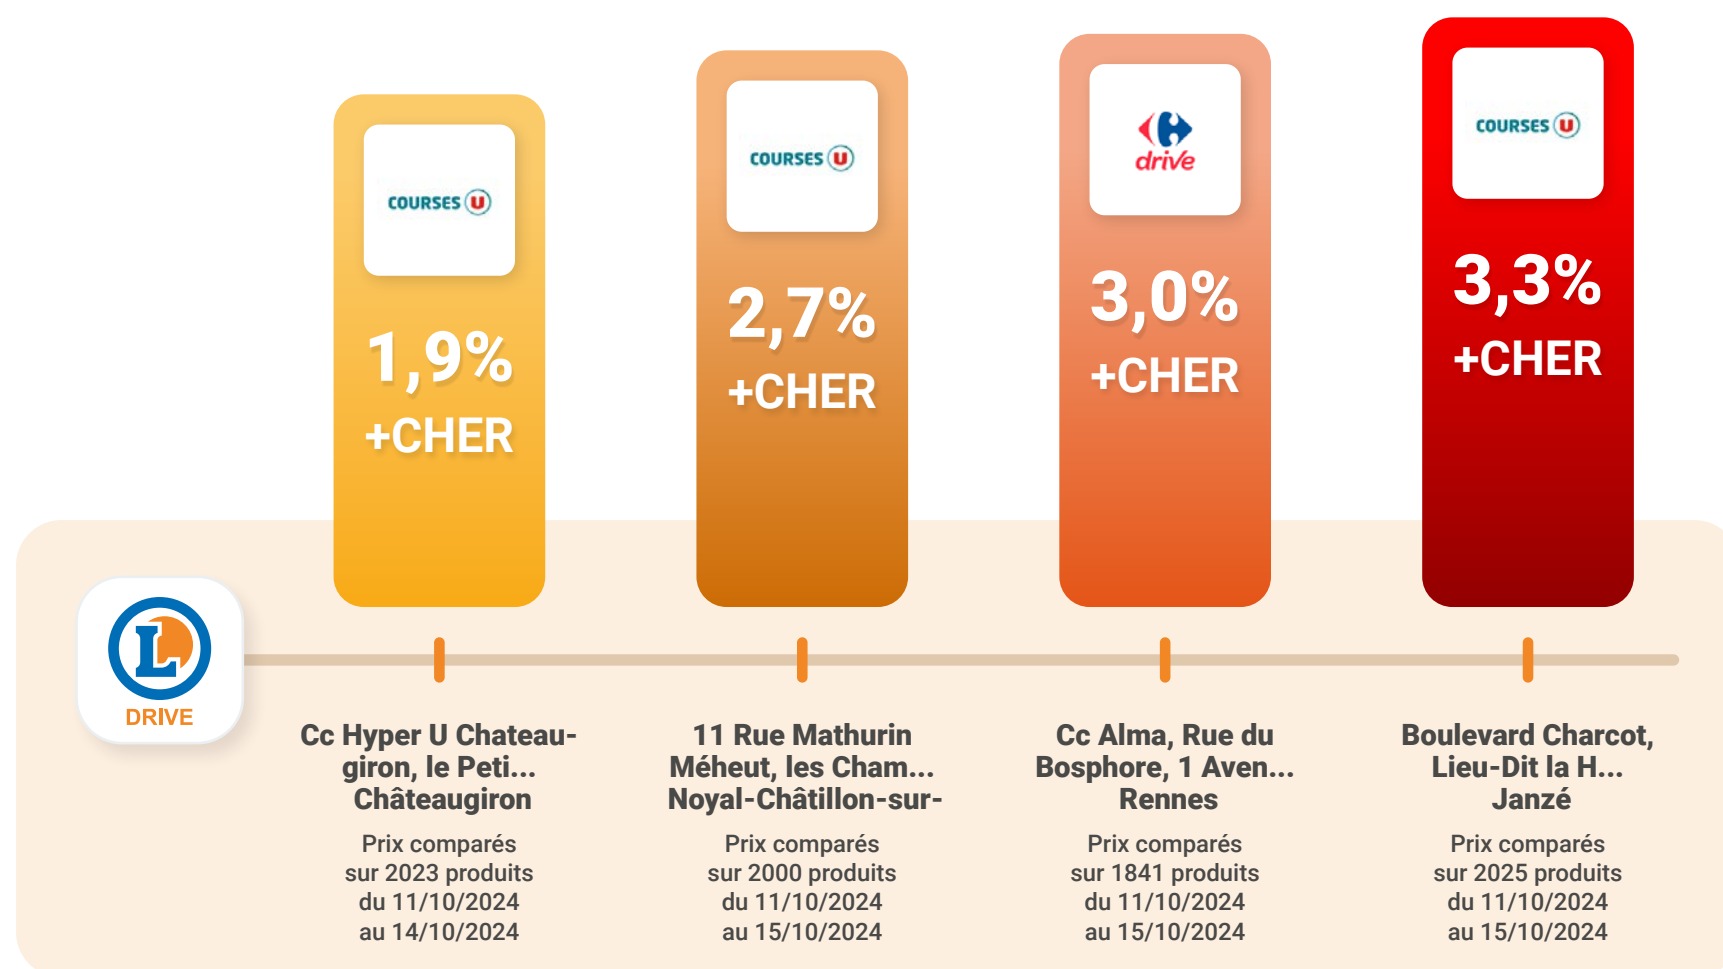 COURSES U
1,9%
+CHER
COURSES U
2,7%
+CHER
drive
3,0%
+CHER
COURSES U
3,3%
+CHER
L
DRIVE
Cc Hyper U Chateau-
giron, le Peti...
Châteaugiron
Prix comparés
sur 2023 produits
du 11/10/2024
au 14/10/2024
11 Rue Mathurin
Méheut, les Cham...
Noyal-Châtillon-sur-
Prix comparés
sur 2000 produits
du 11/10/2024
au 15/10/2024
Cc Alma, Rue du
Bosphore, 1 Aven...
Rennes
Prix comparés
sur 1841 produits
du 11/10/2024
au 15/10/2024
Boulevard Charcot,
Lieu-Dit la H...
Janzé
Prix comparés
sur 2025 produits
du 11/10/2024
au 15/10/2024